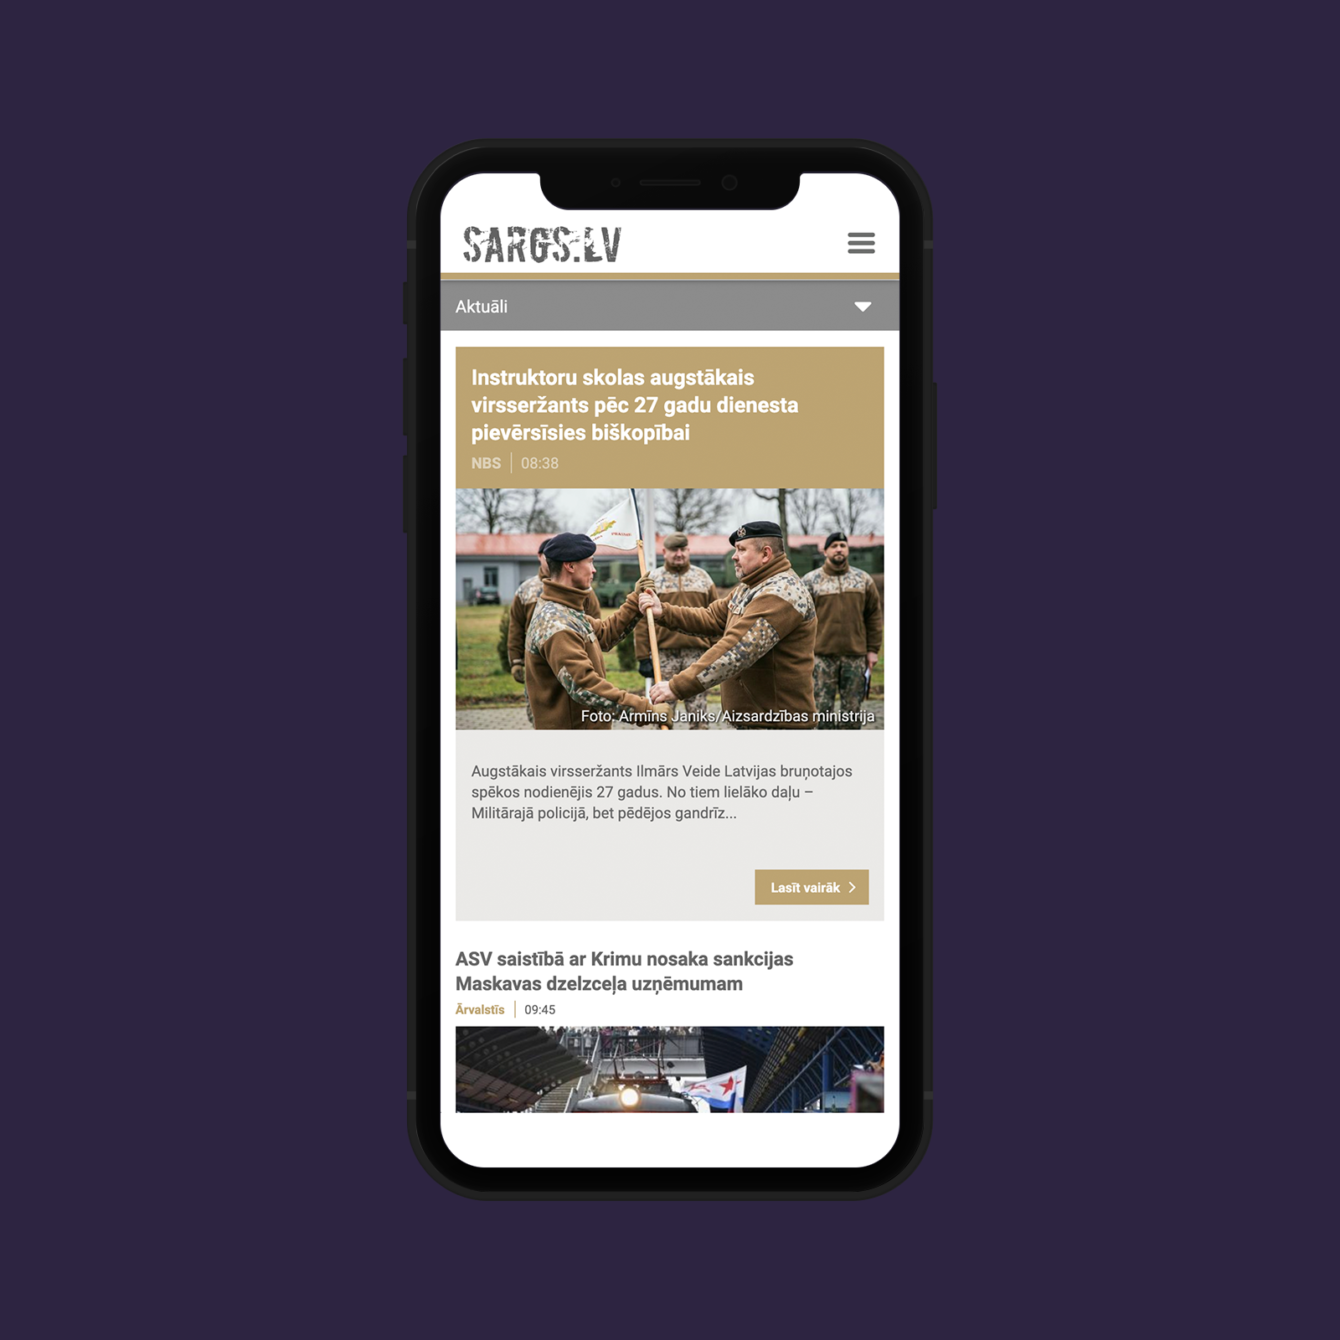 SARGS.LV
Aktuāli
Instruktoru skolas augstākais
virsseržants pēc 27 gadu dienesta
pievērsīsies biškopībai
NBS | 08:38
Foto: Armīns Janiks/Aizsardzības ministrija
Augstākais virsseržants Ilmārs Veide Latvijas bruņotajos
spēkos nodienējis 27 gadus. No tiem lielāko daļu –
Militārajā policijā, bet pēdējos gandrīz...
Lasīt vairāk
ASV saistībā ar Krimu nosaka sankcijas
Maskavas dzelzceļa uzņēmumam
Ārvalstīs | 09:45